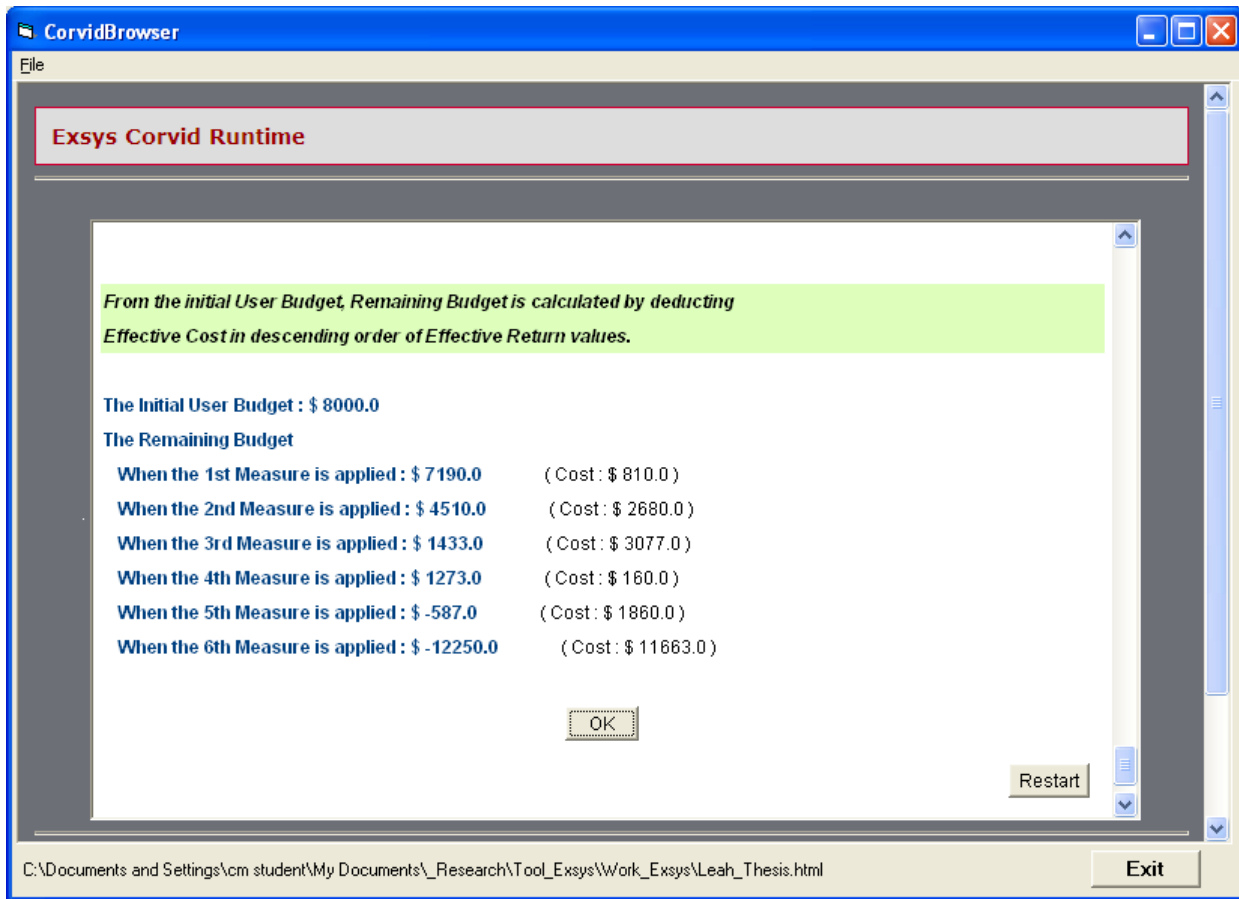 CorvidBrowser
File
Exsys Corvid Runtime
From the initial User Budget, Remaining Budget is calculated by deducting
Effective Cost in descending order of Effective Return values.
The Initial User Budget : $ 8000.0
The Remaining Budget
When the 1st Measure is applied : $ 7190.0 ( Cost : $ 810.0 )
When the 2nd Measure is applied : $ 4510.0 ( Cost : $ 2680.0 )
When the 3rd Measure is applied : $ 1433.0 ( Cost : $ 3077.0 )
When the 4th Measure is applied : $ 1273.0 ( Cost : $ 160.0 )
When the 5th Measure is applied : $ -587.0 ( Cost : $ 1860.0 )
When the 6th Measure is applied : $ -12250.0 ( Cost : $ 11663.0 )
OK
Restart
C:\Documents and Settings\cm student\My Documents\_Research\Tool_Exsys\Work_Exsys\Leah_Thesis.html
Exit